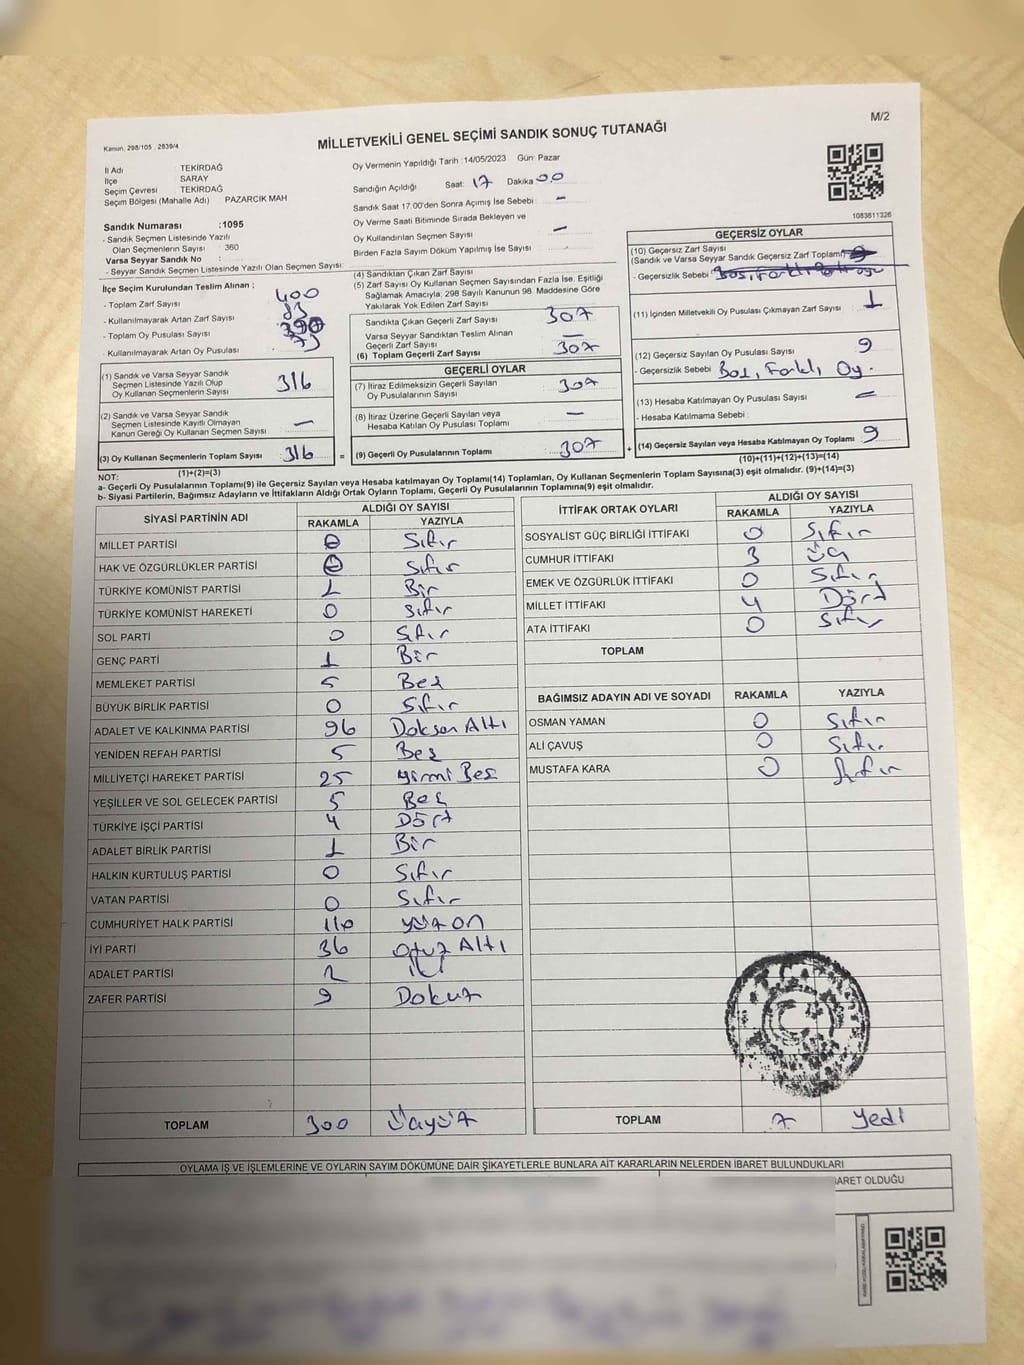 M/2
Kanun, 298/105 , 2839/4
MİLLETVEKİLİ GENEL SEÇİMİ SANDIK SONUÇ TUTANAĞI
İl Adı : TEKİRDAĞ
İlçe : SARAY
Seçim Çevresi : TEKİRDAĞ
Seçim Bölgesi (Mahalle Adı) PAZARCIK MAH
Sandık Numarası :1095
- Sandık Seçmen Listesinde Yazılı
Olan Seçmenlerin Sayısı : 360
Varsa Seyyar Sandık No :
- Seyyar Sandık Seçmen Listesinde Yazılı Olan Seçmen Sayısı:
Oy Vermenin Yapıldığı Tarih :14/05/2023 Gün: Pazar
Sandığın Açıldığı Saat: 17 Dakika 00
Sandık Saat 17.00'den Sonra Açımış İse Sebebi : –
Oy Verme Saati Bitiminde Sırada Bekleyen ve
Oy Kullandırılan Seçmen Sayısı : –
Birden Fazla Sayım Döküm Yapılmış İse Sayısı :
1083611326
İlçe Seçim Kurulundan Teslim Alınan ;
- Toplam Zarf Sayısı : 400
- Kullanılmayarak Artan Zarf Sayısı : 83
- Toplam Oy Pusulası Sayısı :
- Kullanılmayarak Artan Oy Pusulası : 73
(1) Sandık ve Varsa Seyyar Sandık
Seçmen Listesinde Yazılı Olup
Oy Kullanan Seçmenlerin Sayısı : 316
(2) Sandık ve Varsa Seyyar Sandık
Seçmen Listesinde Kayıtlı Olmayan
Kanun Gereği Oy Kullanan Seçmen Sayısı : –
(3) Oy Kullanan Seçmenlerin Toplam Sayısı : 316
(1)+(2)=(3)
(4) Sandıktan Çıkan Zarf Sayısı :
(5) Zarf Sayısı Oy Kullanan Seçmen Sayısından Fazla İse, Eşitliği
Sağlamak Amacıyla; 298 Sayılı Kanunun 98. Maddesine Göre
Yakılarak Yok Edilen Zarf Sayısı
Sandıkta Çıkan Geçerli Zarf Sayısı : 307
Varsa Seyyar Sandıktan Teslim Alınan
Geçerli Zarf Sayısı : –
(6) Toplam Geçerli Zarf Sayısı : 307
GEÇERLİ OYLAR
(7) İtiraz Edilmeksizin Geçerli Sayılan
Oy Pusulalarının Sayısı : 307
(8) İtiraz Üzerine Geçerli Sayılan veya
Hesaba Katılan Oy Pusulası Toplamı : –
= (9) Geçerli Oy Pusulalarının Toplamı : 307 +
GEÇERSİZ OYLAR
(10) Geçersiz Zarf Sayısı
(Sandık ve Varsa Seyyar Sandık Geçersiz Zarf Toplamı) : 9
- Geçersizlik Sebebi :
(11) İçinden Milletvekili Oy Pusulası Çıkmayan Zarf Sayısı : 1
(12) Geçersiz Sayılan Oy Pusulası Sayısı : 9
- Geçersizlik Sebebi : Boş, Farklı Oy.
(13) Hesaba Katılmayan Oy Pusulası Sayısı : –
- Hesaba Katılmama Sebebi :
(14) Geçersiz Sayılan veya Hesaba Katılmayan Oy Toplamı : 9
(10)+(11)+(12)+(13)=(14)
NOT:
a- Geçerli Oy Pusulalarının Toplamı(9) ile Geçersiz Sayılan veya Hesaba katılmayan Oy Toplamı(14) Toplamları, Oy Kullanan Seçmenlerin Toplam Sayısına(3) eşit olmalıdır. (9)+(14)=(3)
b- Siyasi Partilerin, Bağımsız Adayların ve İttifakların Aldığı Ortak Oyların Toplamı, Geçerli Oy Pusulalarının Toplamına(9) eşit olmalıdır.
SİYASİ PARTİNİN ADI ALDIĞI OY SAYISI
RAKAMLA YAZIYLA
MİLLET PARTİSİ 0 Sıfır
HAK VE ÖZGÜRLÜKLER PARTİSİ 0 Sıfır
TÜRKİYE KOMÜNİST PARTİSİ 1 Bir
TÜRKİYE KOMÜNİST HAREKETİ 0 Sıfır
SOL PARTİ 0 Sıfır
GENÇ PARTİ 1 Bir
MEMLEKET PARTİSİ 5 Beş
BÜYÜK BİRLİK PARTİSİ 0 Sıfır
ADALET VE KALKINMA PARTİSİ 96 Doksan Altı
YENİDEN REFAH PARTİSİ 5 Beş
MİLLİYETÇİ HAREKET PARTİSİ 25 yirmi Beş
YEŞİLLER VE SOL GELECEK PARTİSİ 5 Beş
TÜRKİYE İŞÇİ PARTİSİ 4 Dört
ADALET BİRLİK PARTİSİ 1 Bir
HALKIN KURTULUŞ PARTİSİ 0 Sıfır
VATAN PARTİSİ 0 Sıfır
CUMHURİYET HALK PARTİSİ 110 yüz on
İYİ PARTİ 36 otuz Altı
ADALET PARTİSİ 2 iki
ZAFER PARTİSİ 9 Dokuz
TOPLAM 300 üçyüz
İTTİFAK ORTAK OYLARI ALDIĞI OY SAYISI
RAKAMLA YAZIYLA
SOSYALİST GÜÇ BİRLİĞİ İTTİFAKI 0 Sıfır
CUMHUR İTTİFAKI 3 üç
EMEK VE ÖZGÜRLÜK İTTİFAKI 0 Sıfır
MİLLET İTTİFAKI 4 Dört
ATA İTTİFAKI 0 Sıfır
TOPLAM
BAĞIMSIZ ADAYIN ADI VE SOYADI RAKAMLA YAZIYLA
OSMAN YAMAN 0 Sıfır
ALİ ÇAVUŞ 0 Sıfır
MUSTAFA KARA 0 Sıfır
TOPLAM 7 yedi
OYLAMA İŞ VE İŞLEMLERİNE VE OYLARIN SAYIM DÖKÜMÜNE DAİR ŞİKAYETLERLE BUNLARA AİT KARARLARIN NELERDEN İBARET BULUNDUKLARI
BARET OLDUĞU